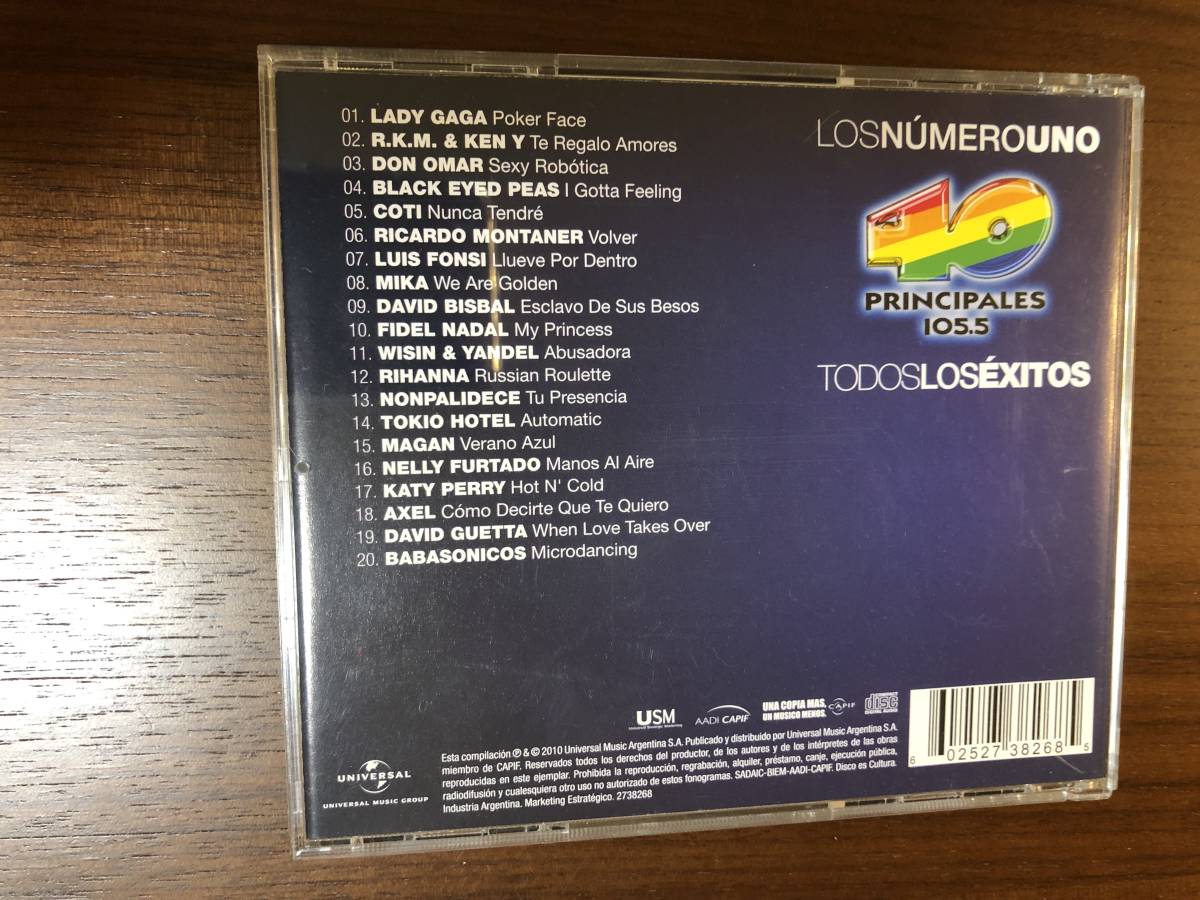 01. LADY GAGA Poker Face
02. R.K.M. & KEN Y Te Regalo Amores
03. DON OMAR Sexy Robótica
04. BLACK EYED PEAS I Gotta Feeling
05. COTI Nunca Tendré
06. RICARDO MONTANER Volver
07. LUIS FONSI Llueve Por Dentro
08. MIKA We Are Golden
09. DAVID BISBAL Esclavo De Sus Besos
10. FIDEL NADAL My Princess
11. WISIN & YANDEL Abusadora
12. RIHANNA Russian Roulette
13. NONPALIDECE Tu Presencia
14. TOKIO HOTEL Automatic
15. MAGAN Verano Azul
16. NELLY FURTADO Manos Al Aire
17. KATY PERRY Hot N' Cold
18. AXEL Cómo Decirte Que Te Quiero
19. DAVID GUETTA When Love Takes Over
20. BABASONICOS Microdancing
LOSNÚMEROUNO
40
PRINCIPALES
105.5
TODOSLOSÉXITOS
USM
Universal Strategic Marketing
AADI CAPIF
UNA COPIA MAS,
UN MUSICO MENOS.
CAPIF
COMPACT
disc
DIGITAL AUDIO
6 02527 38268 5
UNIVERSAL
UNIVERSAL MUSIC GROUP
Esta compilación ℗ & © 2010 Universal Music Argentina S.A. Publicado y distribuido por Universal Music Argentina S.A.
miembro de CAPIF. Reservados todos los derechos del productor, de los autores y de los intérpretes de las obras
reproducidas en este ejemplar. Prohibida la reproducción, regrabación, alquiler, préstamo, canje, ejecución pública,
radiodifusión y cualesquiera otro uso no autorizado de estos fonogramas. SADAIC-BIEM-AADI-CAPIF. Disco es Cultura.
Industria Argentina. Marketing Estratégico. 2738268